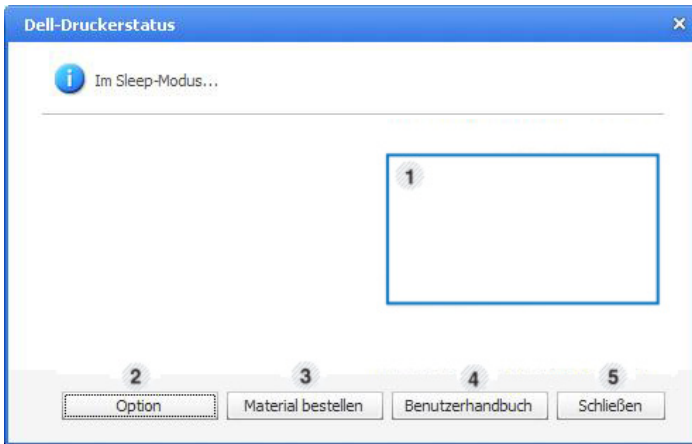 Dell-Druckerstatus
Im Sleep-Modus...
1
2 3 4 5
Option Material bestellen Benutzerhandbuch Schließen